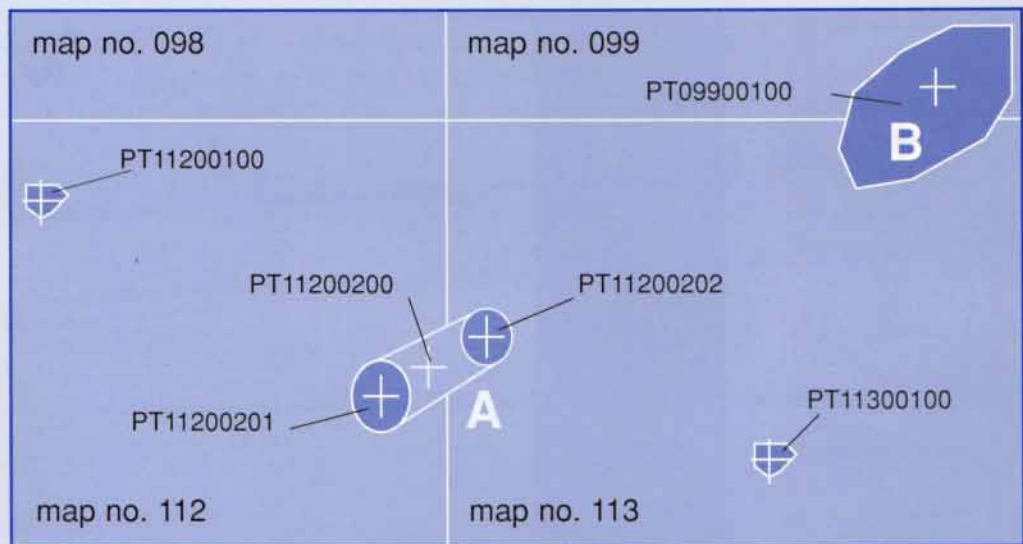 map no. 098
map no. 099
PT09900100
B
PT11200100
PT11200200
PT11200202
A
PT11300100
PT11200201
map no. 112
map no. 113